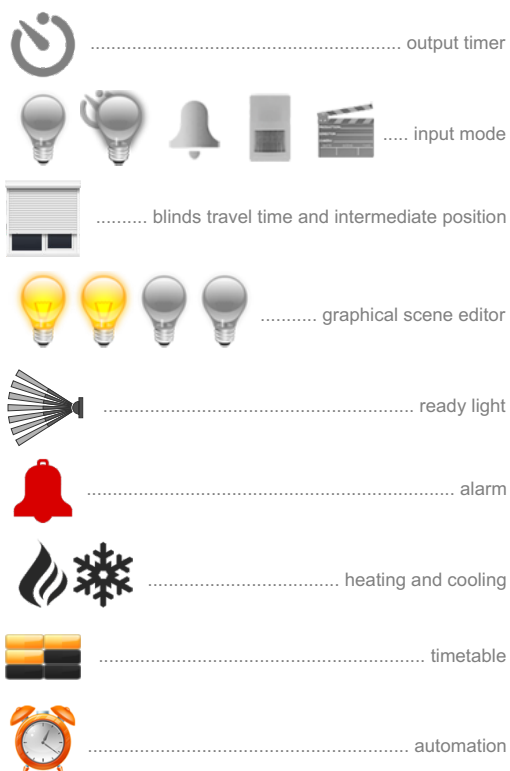 ............................................................ output timer
..... input mode
.......... blinds travel time and intermediate position
........... graphical scene editor
............................................................ ready light
....................................................................... alarm
..................................... heating and cooling
............................................................... timetable
.............................................................. automation